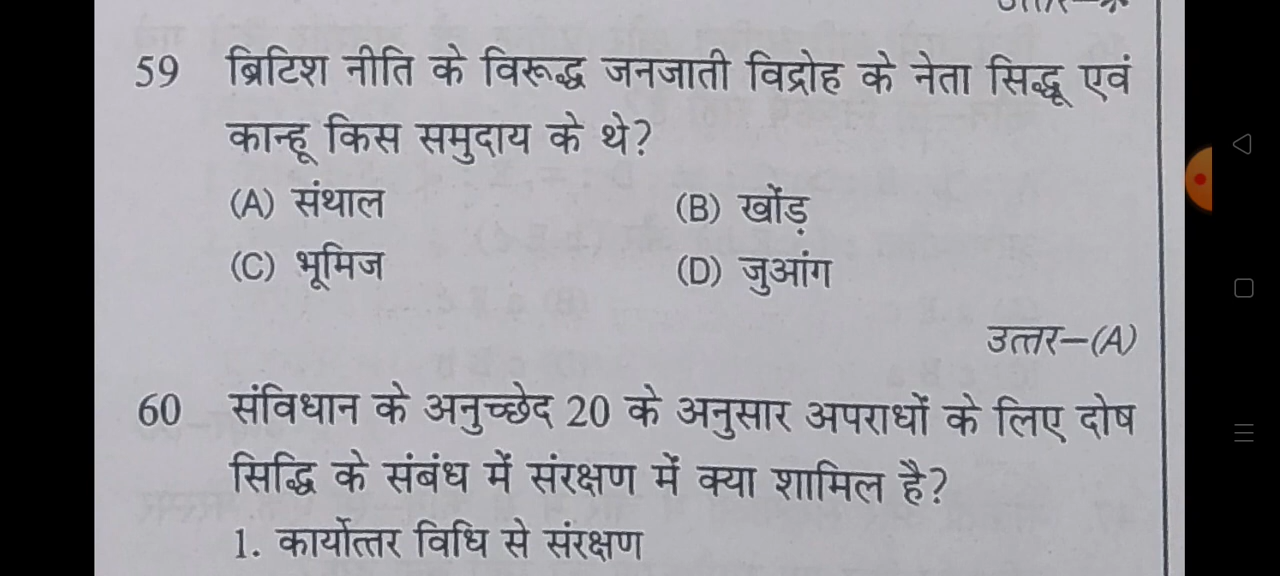 59 ब्रिटिश नीति के विरूद्ध जनजाती विद्रोह के नेता सिद्धू एवं
कान्हू किस समुदाय के थे?
(A) संथाल (B) खोंड़
(C) भूमिज (D) जुआंग
उत्तर–(A)
60 संविधान के अनुच्छेद 20 के अनुसार अपराधों के लिए दोष
सिद्धि के संबंध में संरक्षण में क्या शामिल है?
1. कार्योत्तर विधि से संरक्षण